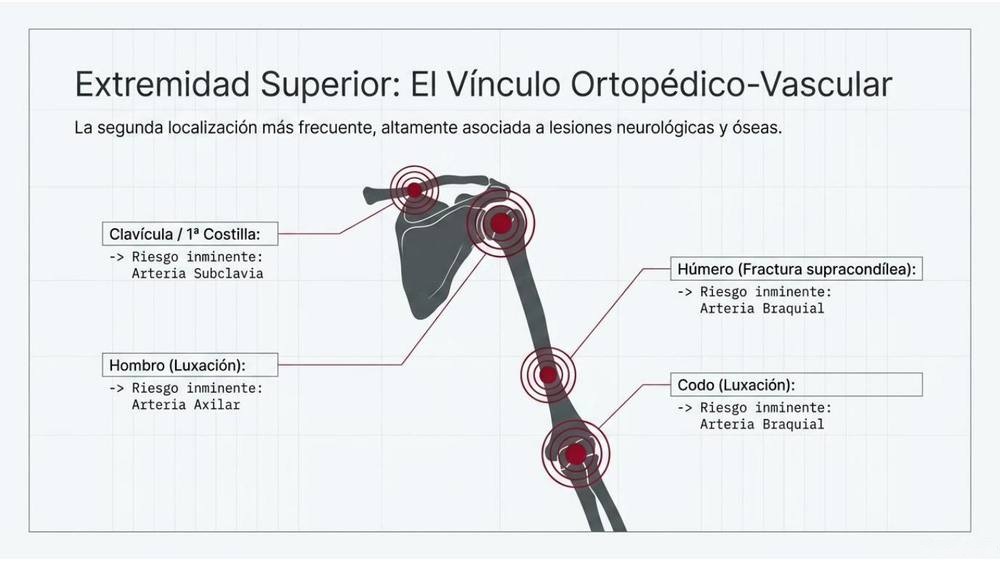 Extremidad Superior: El Vínculo Ortopédico-Vascular
La segunda localización más frecuente, altamente asociada a lesiones neurológicas y óseas.
Clavícula / 1ª Costilla:
-> Riesgo inminente:
Arteria Subclavia
Hombro (Luxación):
-> Riesgo inminente:
Arteria Axilar
Húmero (Fractura supracondílea):
-> Riesgo inminente:
Arteria Braquial
Codo (Luxación):
-> Riesgo inminente:
Arteria Braquial